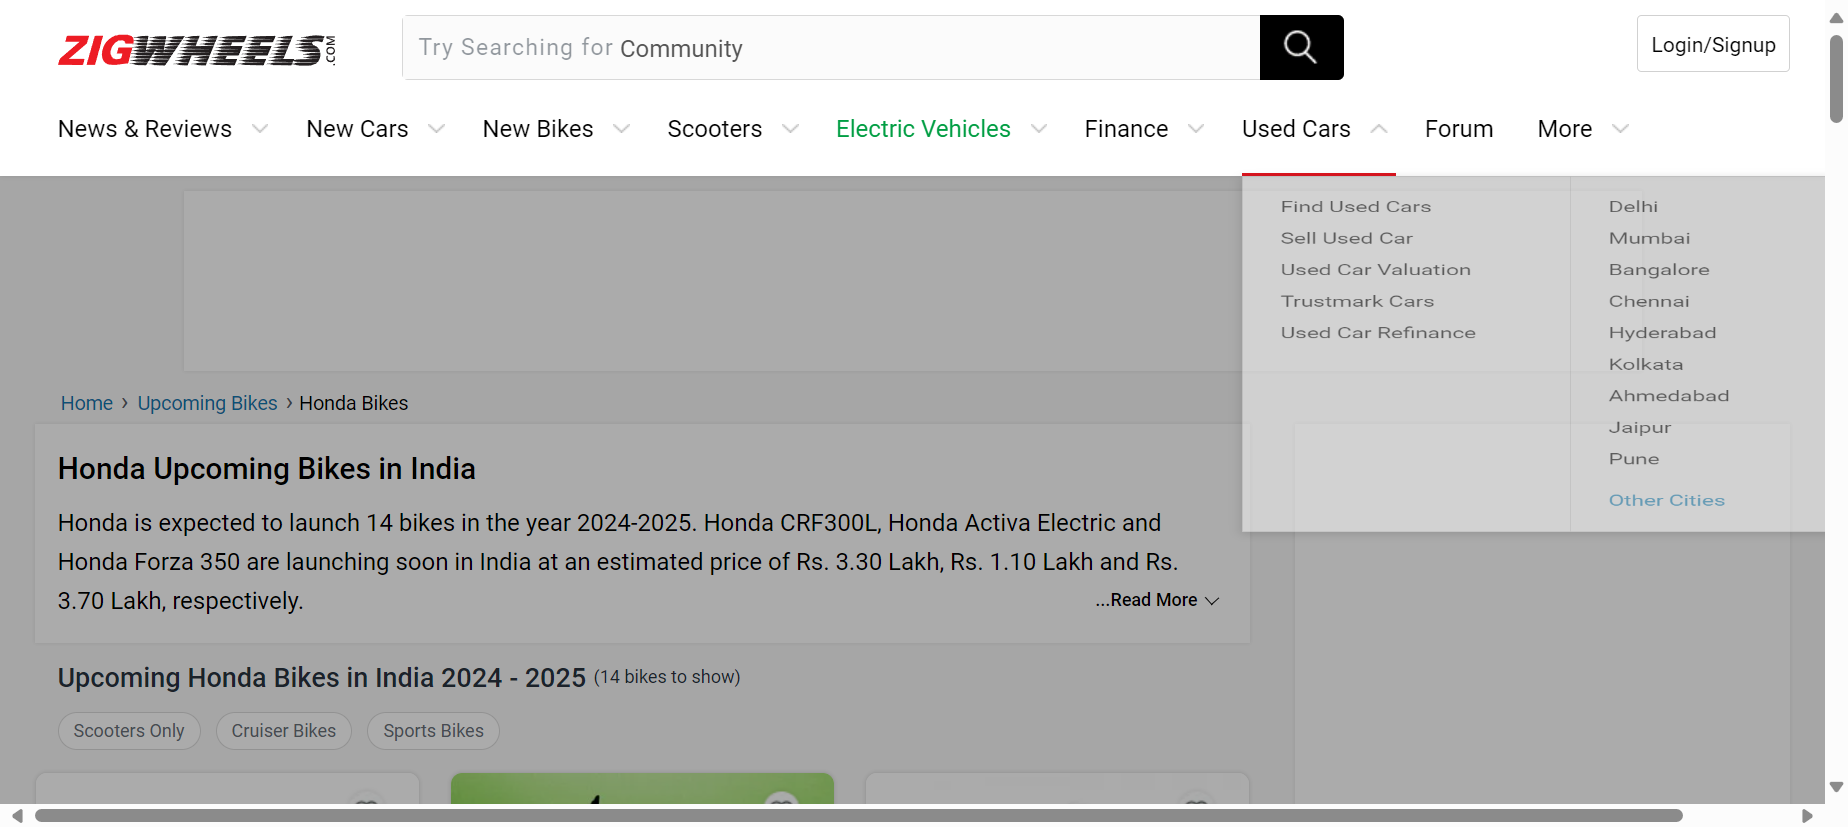 ZIGWHEELS.COM
Try Searching for Community
Login/Signup
News & Reviews
New Cars
New Bikes
Scooters
Electric Vehicles
Finance
Used Cars
Forum
More
Find Used Cars
Sell Used Car
Used Car Valuation
Trustmark Cars
Used Car Refinance
Delhi
Mumbai
Bangalore
Chennai
Hyderabad
Kolkata
Ahmedabad
Jaipur
Pune
Other Cities
Home › Upcoming Bikes › Honda Bikes
Honda Upcoming Bikes in India
Honda is expected to launch 14 bikes in the year 2024-2025. Honda CRF300L, Honda Activa Electric and
Honda Forza 350 are launching soon in India at an estimated price of Rs. 3.30 Lakh, Rs. 1.10 Lakh and Rs.
3.70 Lakh, respectively.
...Read More
Upcoming Honda Bikes in India 2024 - 2025 (14 bikes to show)
Scooters Only
Cruiser Bikes
Sports Bikes